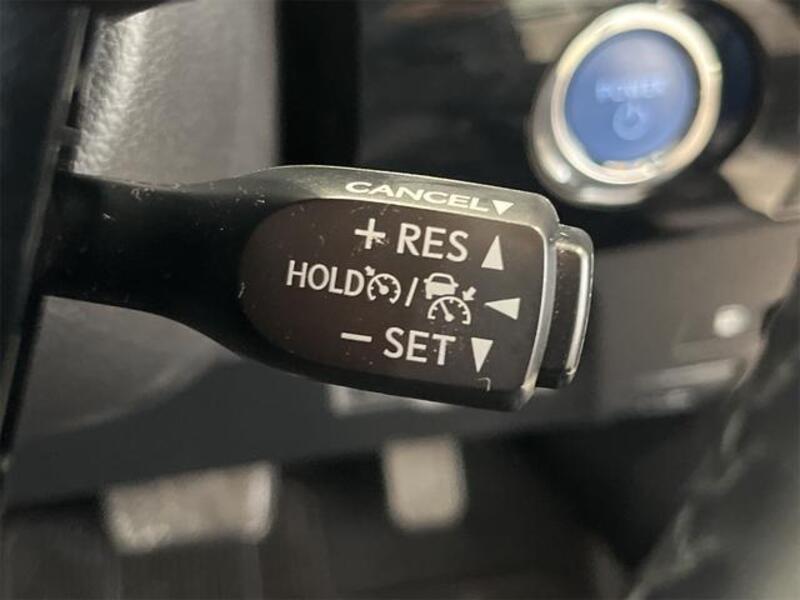 CANCEL▼
+ RES ▲
HOLD / ◀
− SET ▼
POWER